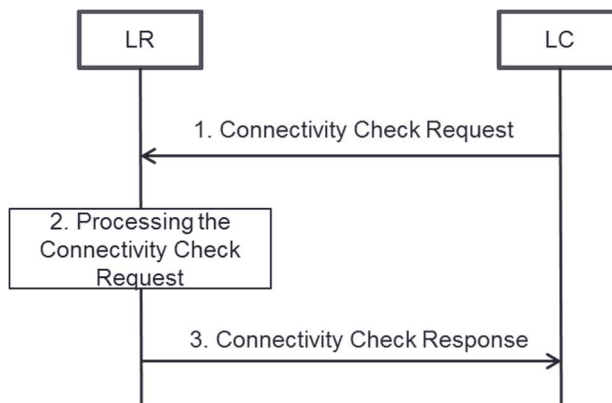 LR
LC
1. Connectivity Check Request
2. Processing the
Connectivity Check
Request
3. Connectivity Check Response